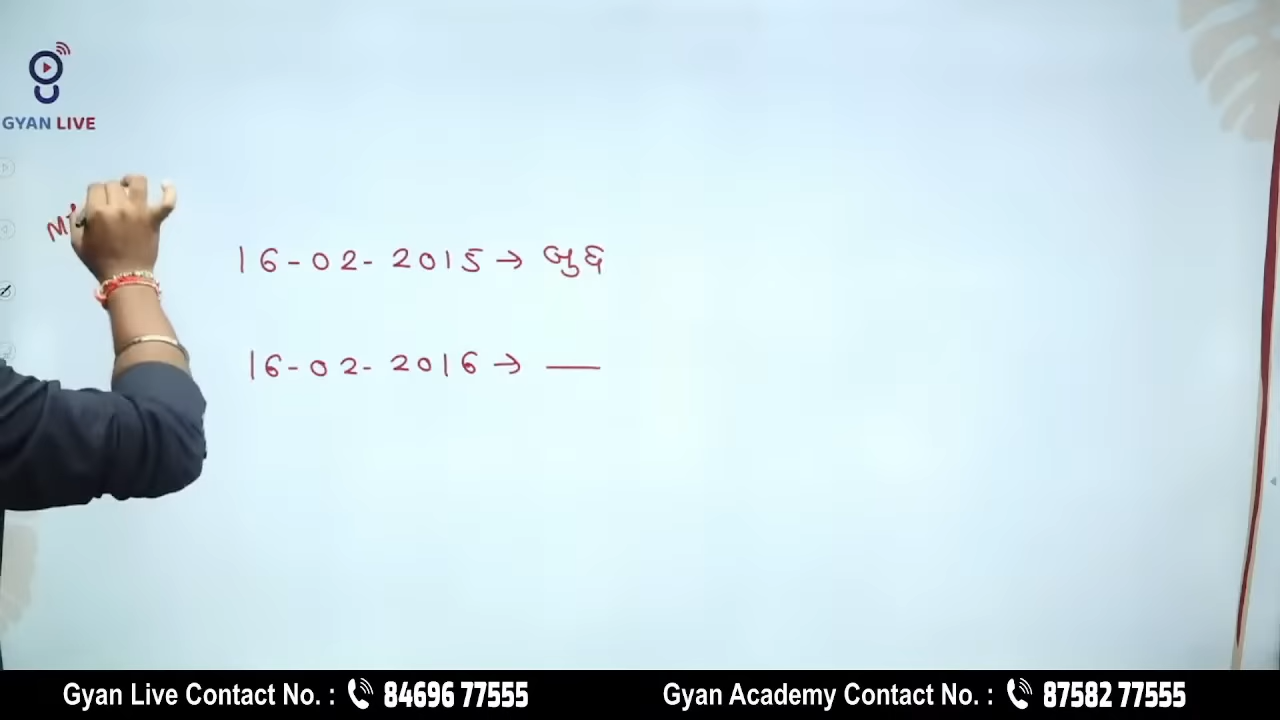 GYAN LIVE
16-02-2015 → બુધ
16-02-2016 → —
Gyan Live Contact No. : 84696 77555
Gyan Academy Contact No. : 87582 77555